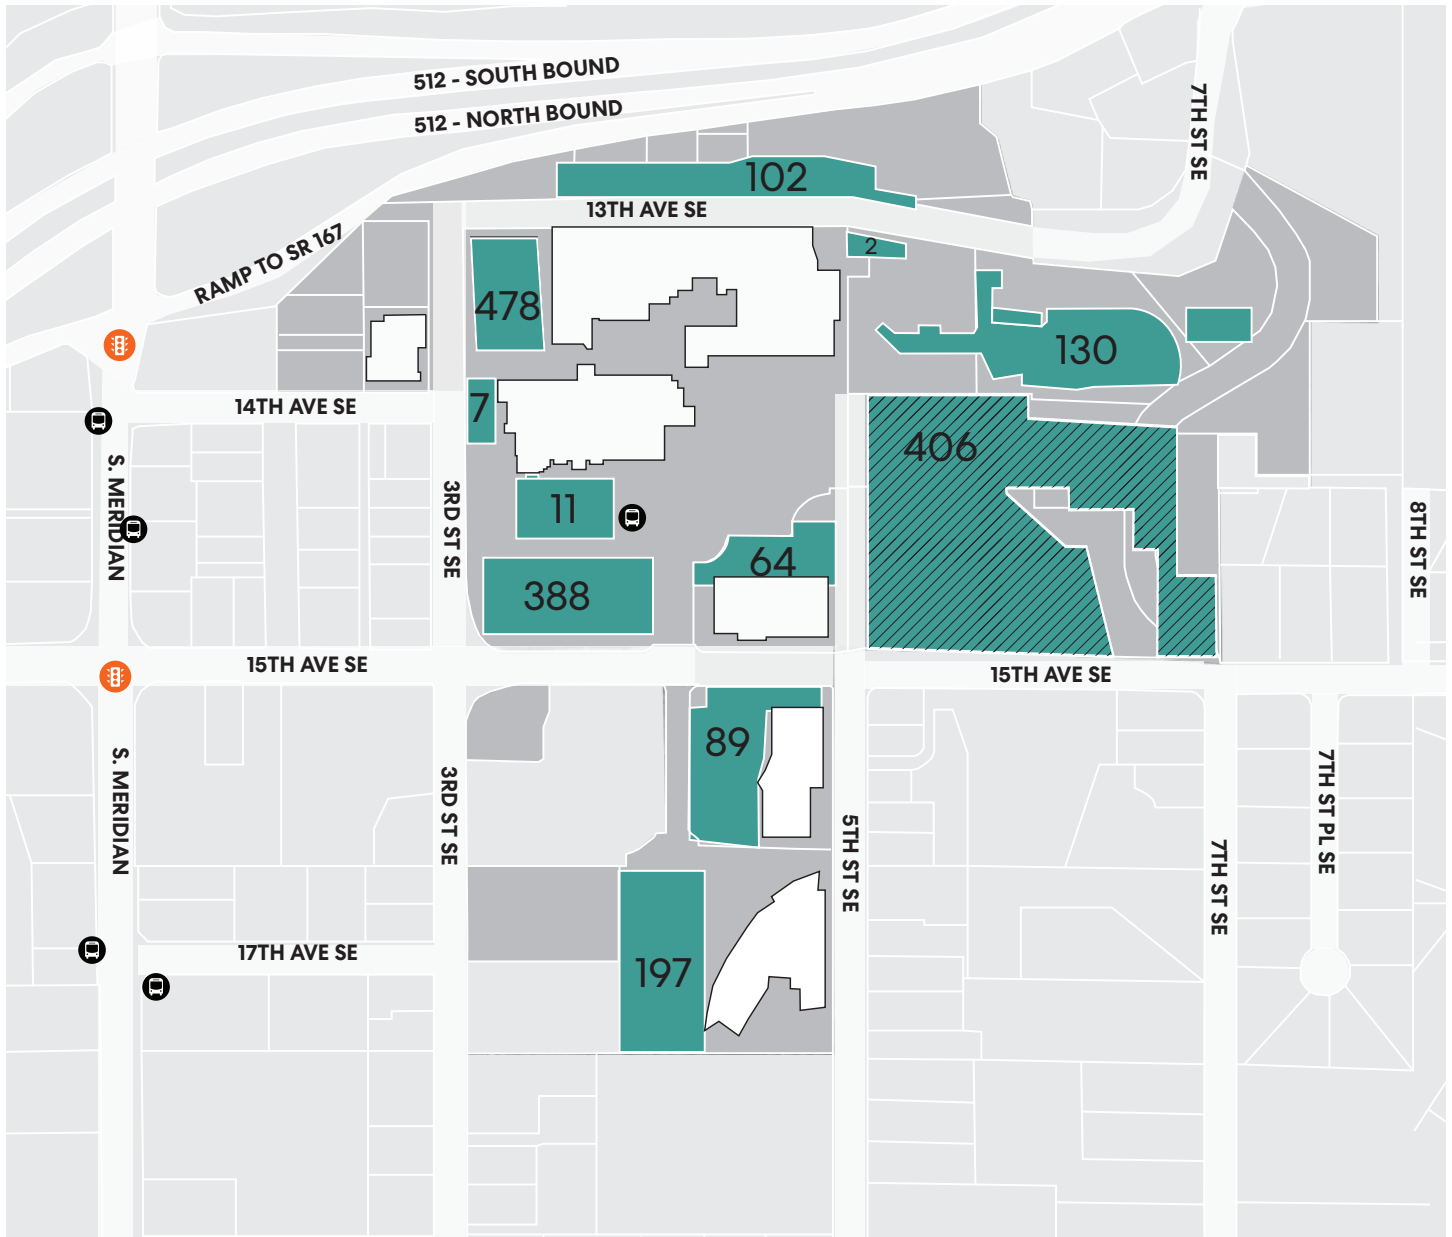 512 - SOUTH BOUND
512 - NORTH BOUND
7TH ST SE
102
13TH AVE SE
2
RAMP TO SR 167
478
130
14TH AVE SE
7
406
S. MERIDIAN
3RD ST SE
11
8TH ST SE
64
388
15TH AVE SE
15TH AVE SE
89
S. MERIDIAN
3RD ST SE
5TH ST SE
7TH ST SE
7TH ST PL SE
17TH AVE SE
197